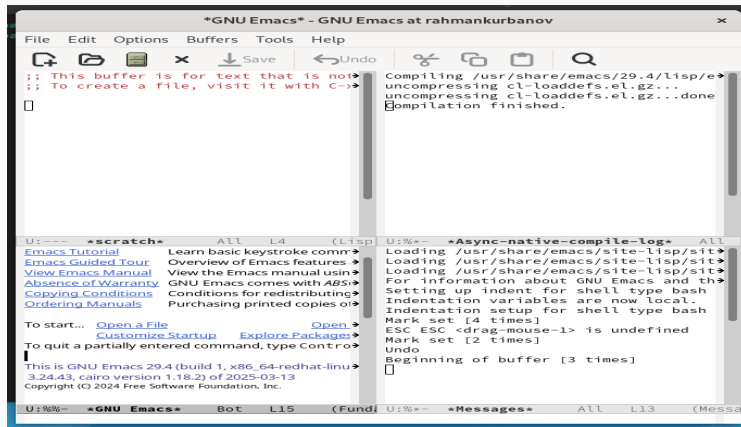 *GNU Emacs* - GNU Emacs at rahmankurbanov
File Edit Options Buffers Tools Help
Save Undo
;; This buffer is for text that is not
;; To create a file, visit it with C-x
U:--- *scratch* All L4 (Lisp
Compiling /usr/share/emacs/29.4/lisp/e
uncompressing cl-loaddefs.el.gz...
uncompressing cl-loaddefs.el.gz...done
Compilation finished.
U:%*- *Async-native-compile-log* All
Emacs Tutorial Learn basic keystroke comm
Emacs Guided Tour Overview of Emacs features
View Emacs Manual View the Emacs manual usin
Absence of Warranty GNU Emacs comes with ABSO
Copying Conditions Conditions for redistributing
Ordering Manuals Purchasing printed copies of
To start... Open a File Open
Customize Startup Explore Packages
To quit a partially entered command, type Contro
This is GNU Emacs 29.4 (build 1, x86_64-redhat-linu
3.24.43, cairo version 1.18.2) of 2025-03-13
Copyright (C) 2024 Free Software Foundation, Inc.
U:%%- *GNU Emacs* Bot L15 (Funda
Loading /usr/share/emacs/site-lisp/sit
Loading /usr/share/emacs/site-lisp/sit
Loading /usr/share/emacs/site-lisp/sit
For information about GNU Emacs and th
Setting up indent for shell type bash
Indentation variables are now local.
Indentation setup for shell type bash
Mark set [4 times]
ESC ESC <drag-mouse-1> is undefined
Mark set [2 times]
Undo
Beginning of buffer [3 times]
U:%*- *Messages* All L13 (Messa